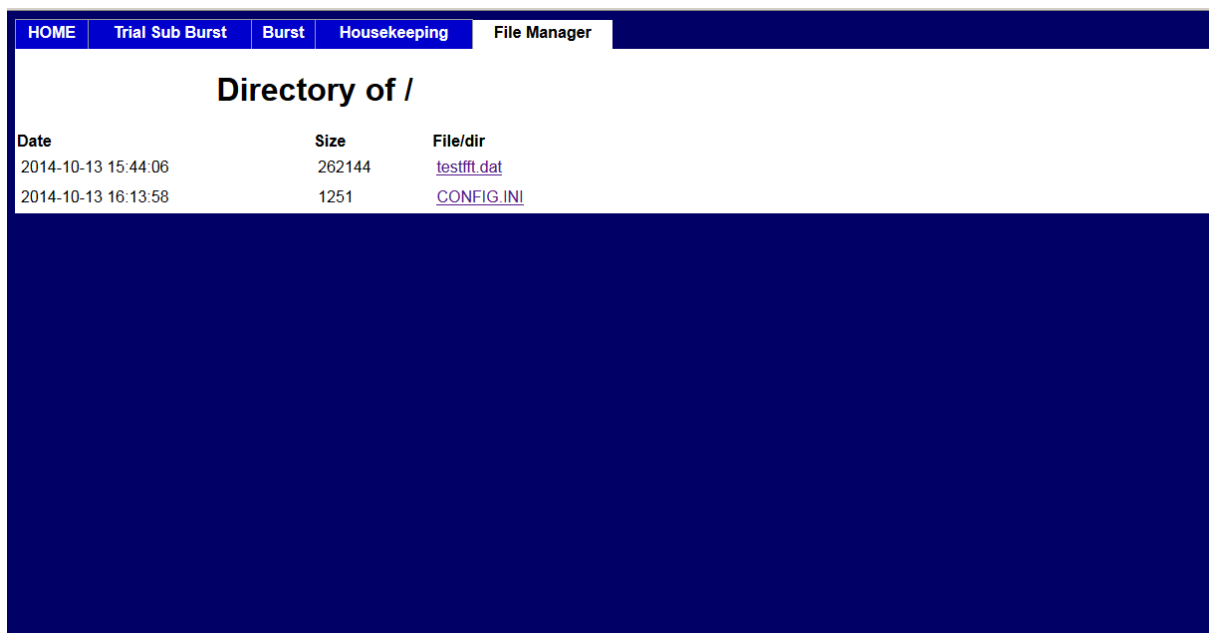 HOME Trial Sub Burst Burst Housekeeping File Manager
Directory of /
Date Size File/dir
2014-10-13 15:44:06 262144 testfft.dat
2014-10-13 16:13:58 1251 CONFIG.INI